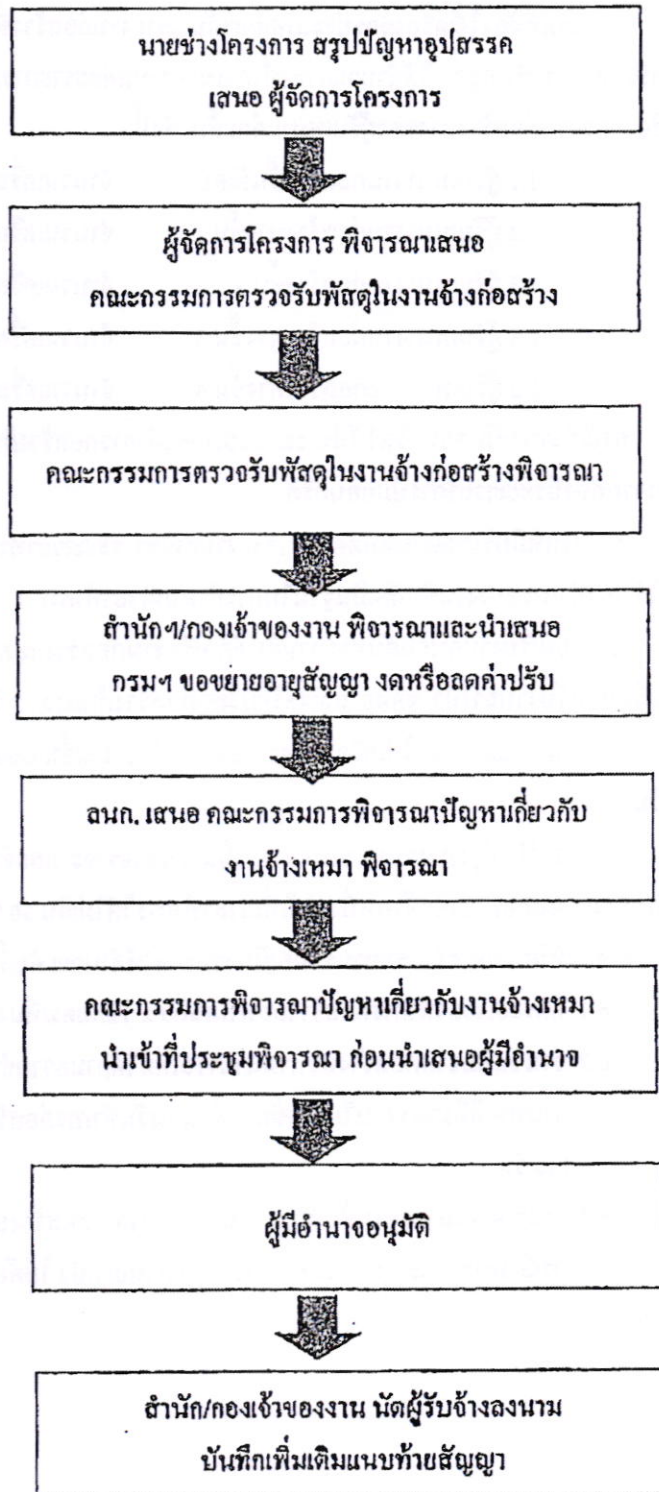 นายช่างโครงการ สรุปปัญหาอุปสรรค
เสนอ ผู้จัดการโครงการ
ผู้จัดการโครงการ พิจารณาเสนอ
คณะกรรมการตรวจรับพัสดุในงานจ้างก่อสร้าง
คณะกรรมการตรวจรับพัสดุในงานจ้างก่อสร้างพิจารณา
สำนักฯ/กองเจ้าของงาน พิจารณาและนำเสนอ
กรมฯ ขอขยายอายุสัญญา งดหรือลดค่าปรับ
ลนก. เสนอ คณะกรรมการพิจารณาปัญหาเกี่ยวกับ
งานจ้างเหมา พิจารณา
คณะกรรมการพิจารณาปัญหาเกี่ยวกับงานจ้างเหมา
นำเข้าที่ประชุมพิจารณา ก่อนนำเสนอผู้มีอำนาจ
ผู้มีอำนาจอนุมัติ
สำนัก/กองเจ้าของงาน นัดผู้รับจ้างลงนาม
บันทึกเพิ่มเติมแนบท้ายสัญญา